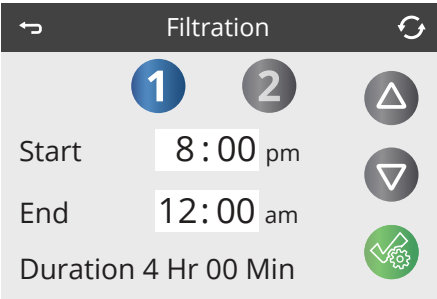 Filtration
1 2
Start 8:00 pm
End 12:00 am
Duration 4 Hr 00 Min